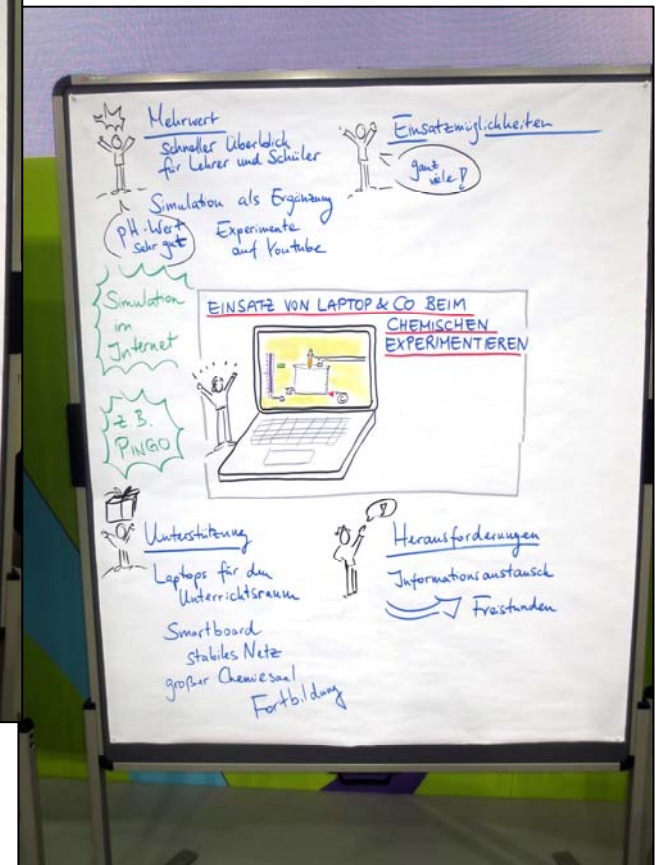 Mehrwert
schneller Überblick
für Lehrer und Schüler
Simulation als Ergänzung
pH-Wert
sehr gut
Experimente
auf Youtube
Einsatzmöglichkeiten
ganz
viele!
Simulation
im
Internet
z.B.
PINGO
EINSATZ VON LAPTOP & CO BEIM
CHEMISCHEN
EXPERIMENTIEREN
Unterstützung
Laptops für den
Unterrichtsraum
Smartboard
stabiles Netz
großer Chemiesaal
Fortbildung
!
Herausforderungen
Informationsaustausch
Freistunden